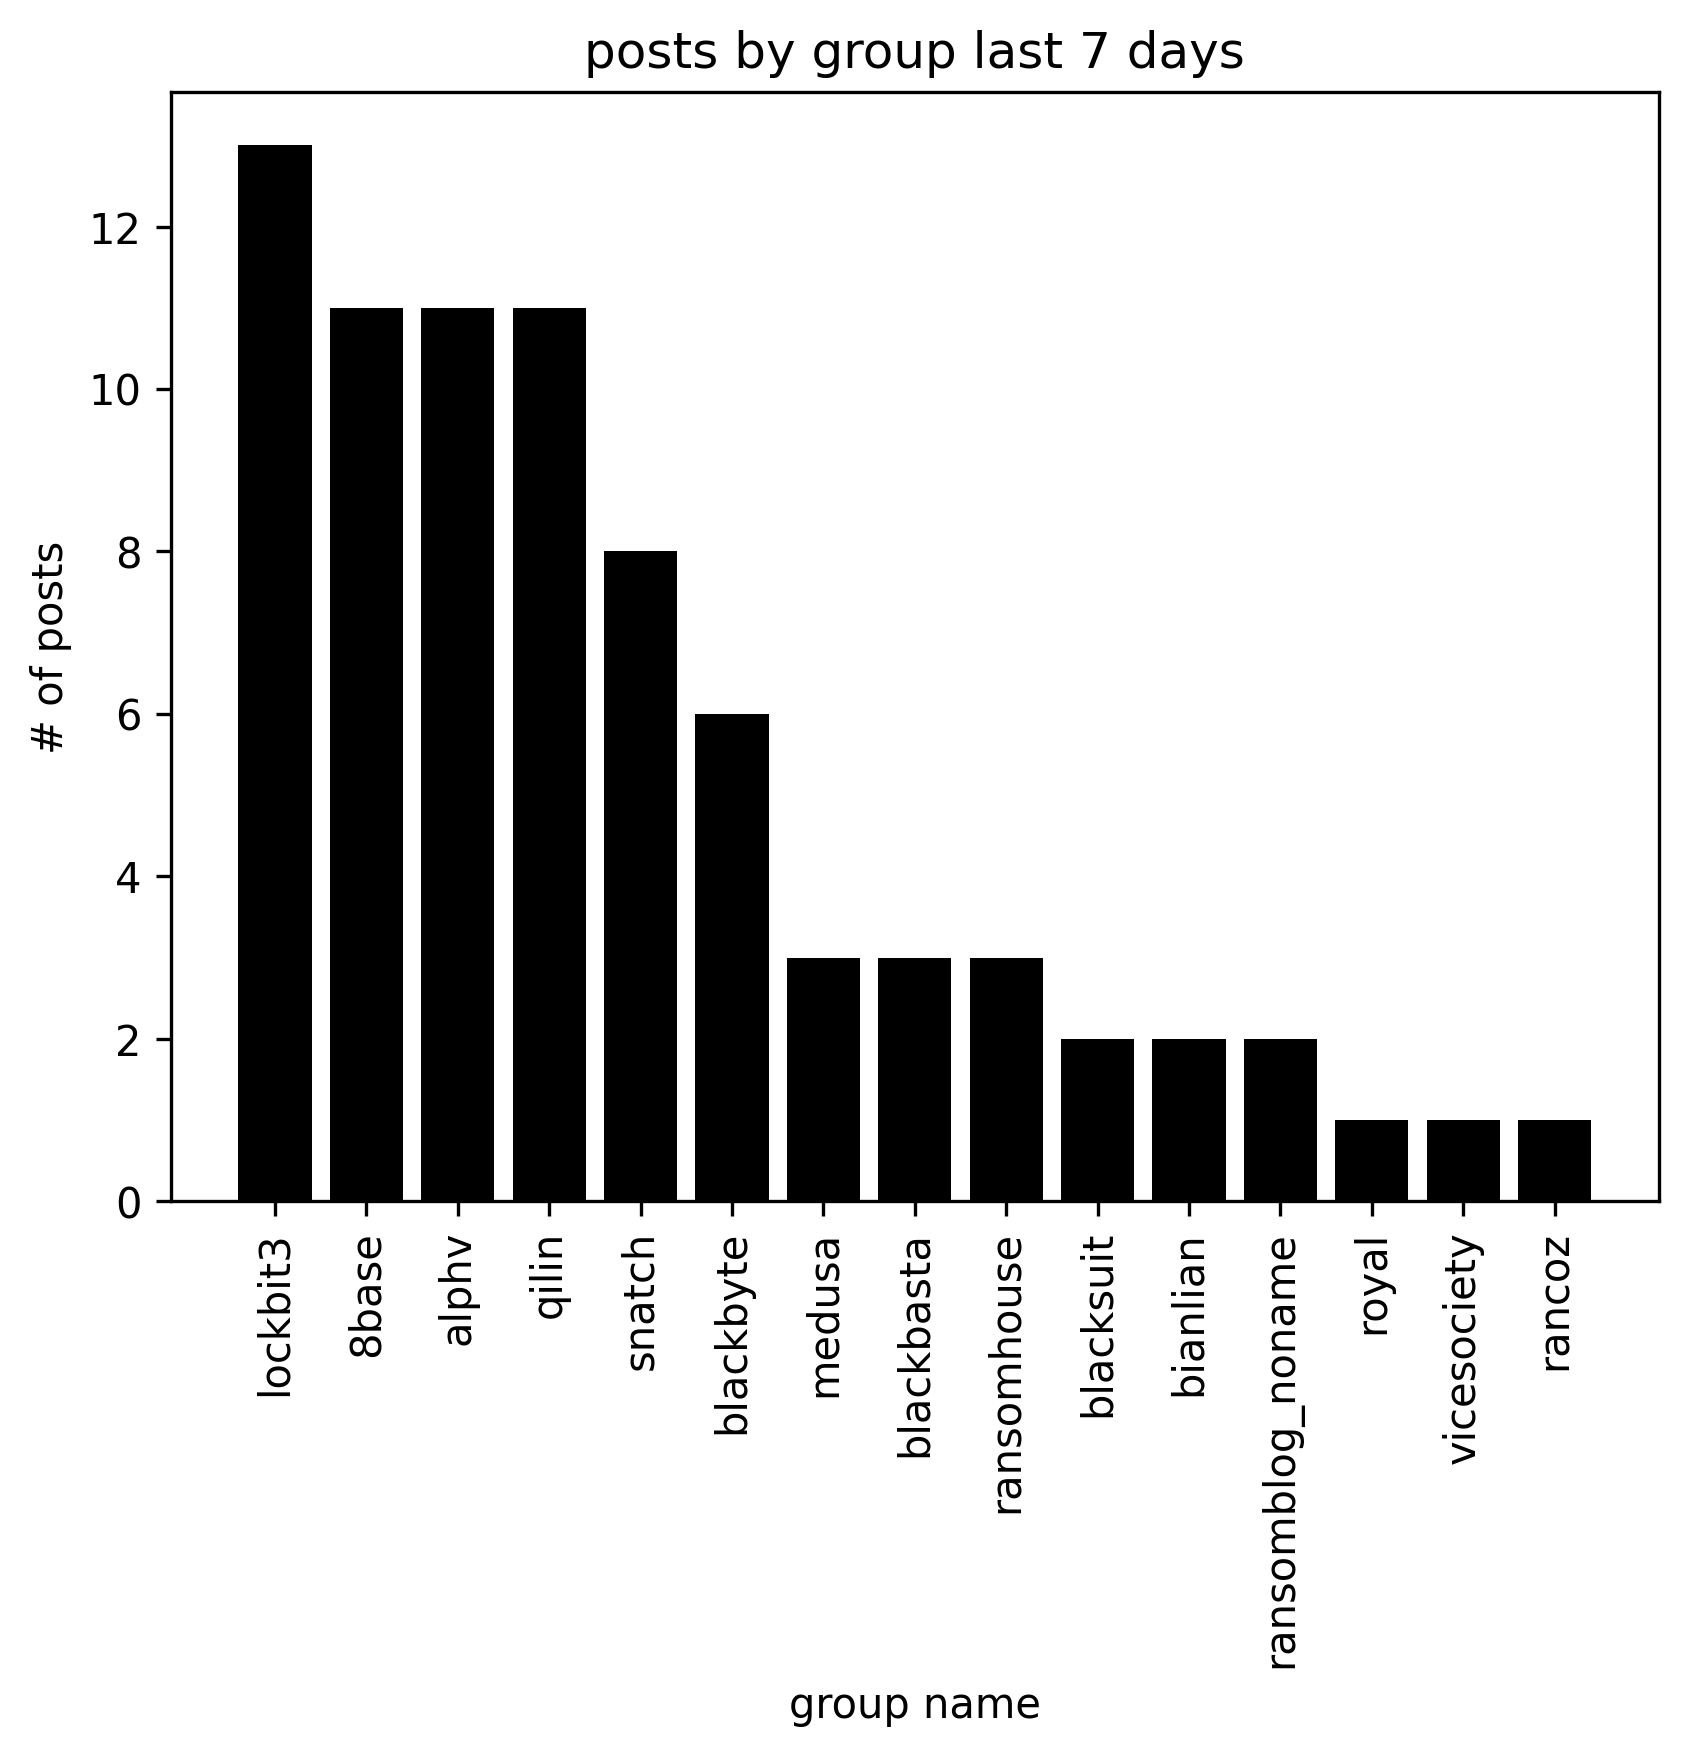 posts by group last 7 days
# of posts
12
10
8
6
4
2
0
lockbit3
8base
alphv
qilin
snatch
blackbyte
medusa
blackbasta
ransomhouse
blacksuit
bianlian
ransomblog_noname
royal
vicesociety
rancoz
group name